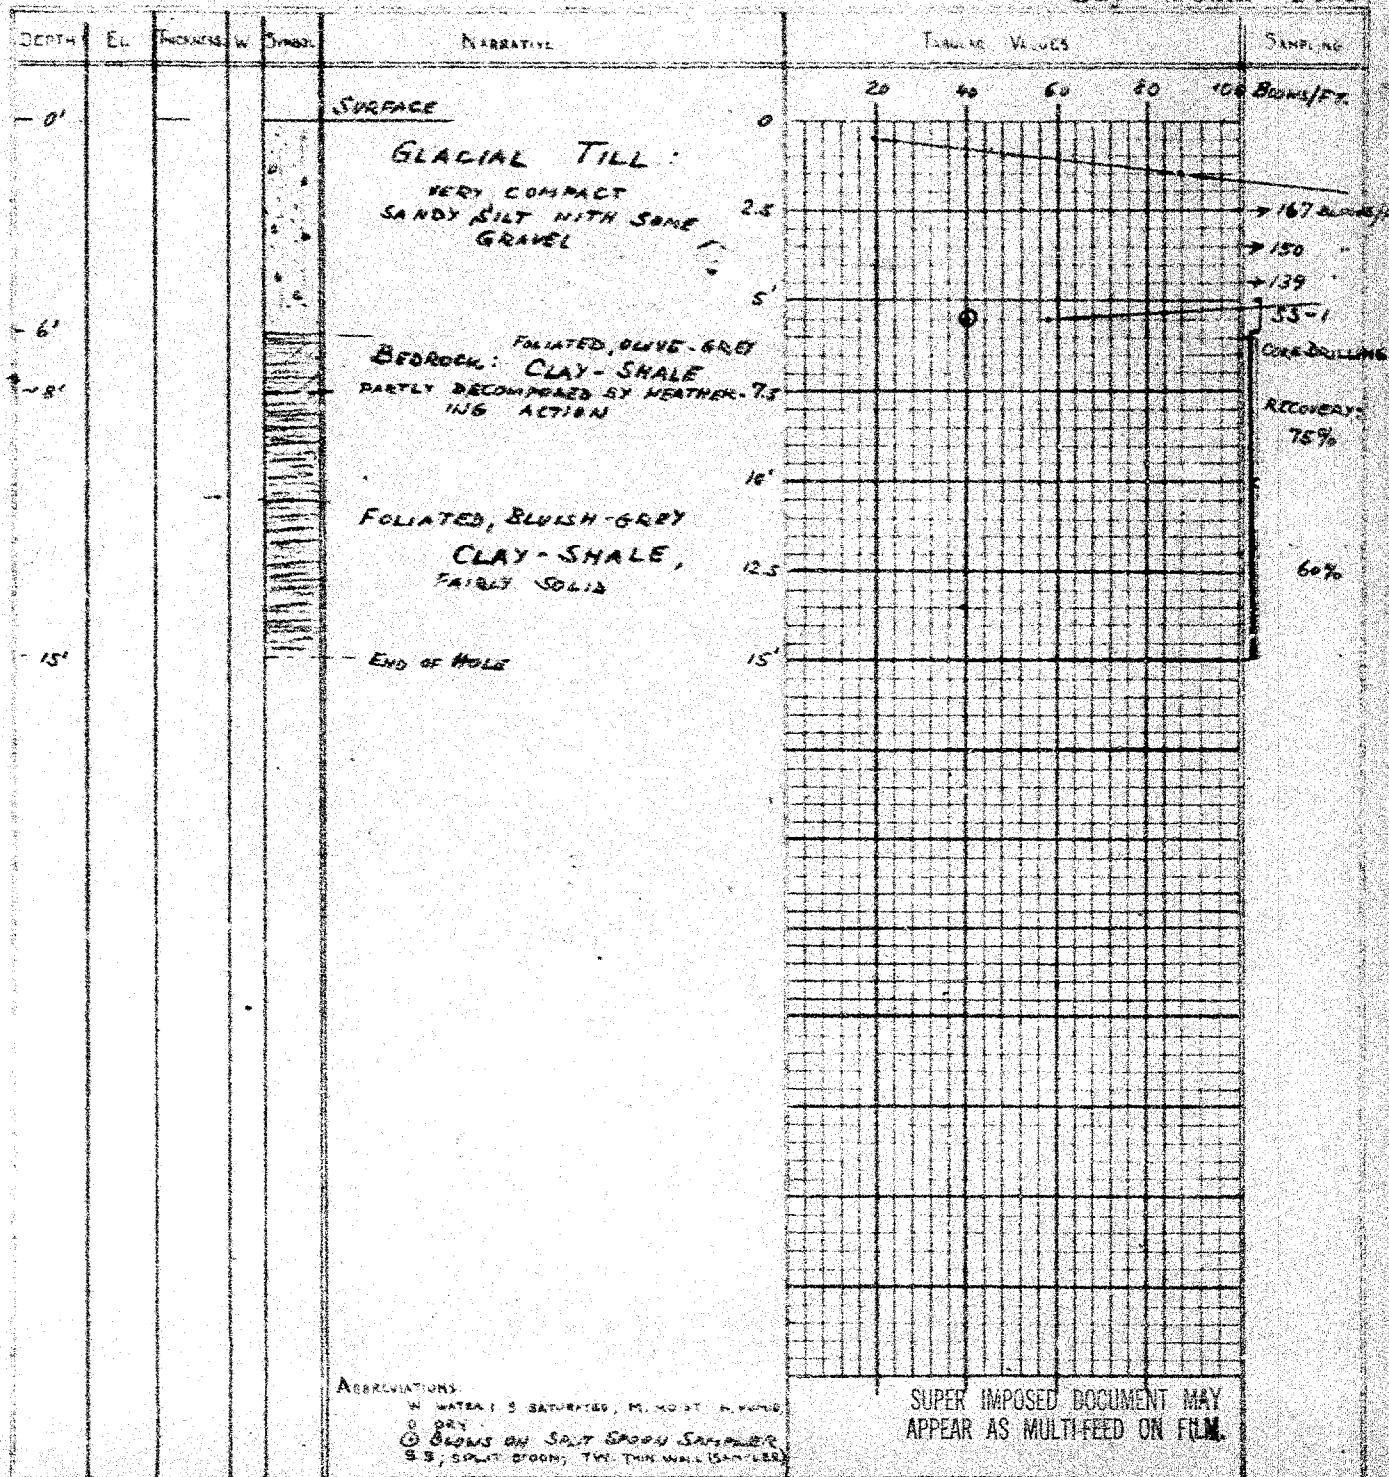 DEPTH EL THICKNESS W SYMBOL NARRATIVE TABULAR VALUES SAMPLING
20 40 60 80 100 BLOWS/FT.
0' SURFACE 0
GLACIAL TILL:
VERY COMPACT
SANDY SILT WITH SOME
GRAVEL
2.5 → 167 BLOWS/
→ 150 "
→ 139 "
5'
SS-1
6'
BEDROCK: FOLIATED, OLIVE-GREY
CLAY-SHALE
CORE DRILLING
~8' PARTLY DECOMPOSED BY WEATHER- 7.5
ING ACTION
RECOVERY:
75%
10'
FOLIATED, BLUISH-GREY
CLAY-SHALE,
FAIRLY SOLID
12.5 60%
15' END OF HOLE 15'
ABBREVIATIONS:
W WATER; S SATURATED; M. MOIST
D DRY
⊙ BLOWS ON SPLIT SPOON SAMPLER
S.S; SPLIT SPOON; TW. THIN WALL (SAMPLER)
SUPER IMPOSED DOCUMENT MAY
APPEAR AS MULTI-FEED ON FILM.